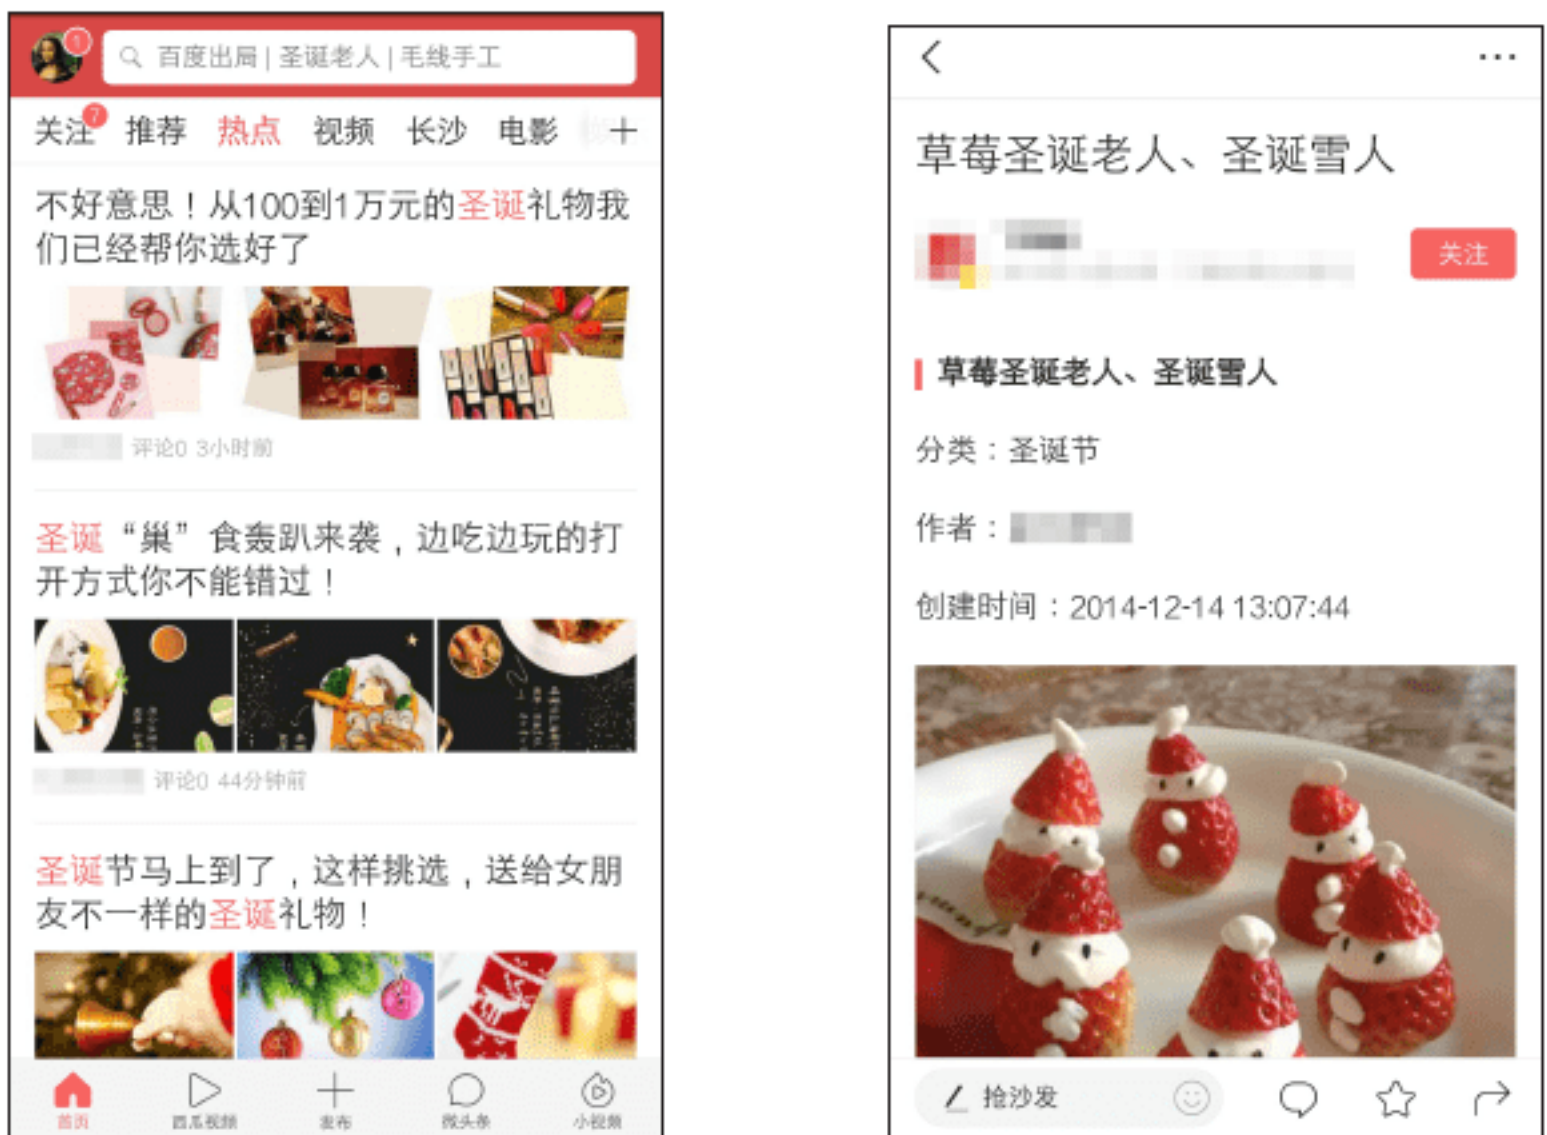 1
百度出局 | 圣诞老人 | 毛线手工
关注 7 推荐 热点 视频 长沙 电影
不好意思！从100到1万元的圣诞礼物我
们已经帮你选好了
评论0 3小时前
圣诞“巢”食轰趴来袭，边吃边玩的打
开方式你不能错过！
评论0 44分钟前
圣诞节马上到了，这样挑选，送给女朋
友不一样的圣诞礼物！
首页 西瓜视频 发布 微头条 小视频
草莓圣诞老人、圣诞雪人
关注
草莓圣诞老人、圣诞雪人
分类：圣诞节
作者：
创建时间：2014-12-14 13:07:44
抢沙发